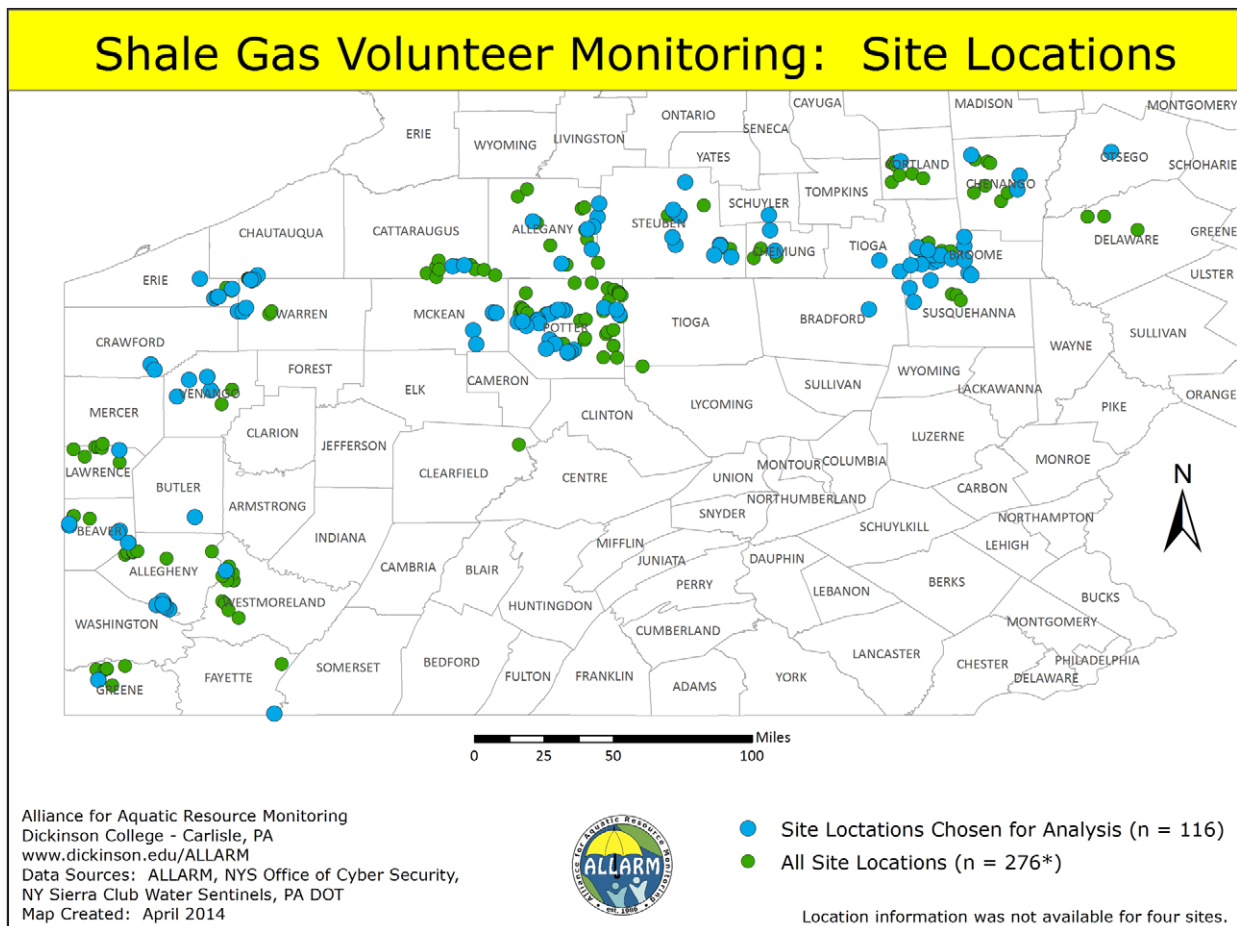 Shale Gas Volunteer Monitoring: Site Locations
CAYUGA
MADISON
MONTGOMERY
ONTARIO
SENECA
ERIE
WYOMING
LIVINGSTON
YATES
CORTLAND
OTSEGO
SCHOHARIE
CHENANGO
TOMPKINS
SCHUYLER
STEUBEN
ALLEGANY
CATTARAUGUS
CHAUTAUQUA
CHEMUNG
TIOGA
BROOME
DELAWARE
GREENE
ULSTER
ERIE
WARREN
MCKEAN
POTTER
TIOGA
BRADFORD
SUSQUEHANNA
SULLIVAN
CRAWFORD
WAYNE
FOREST
ELK
CAMERON
SULLIVAN
WYOMING
LACKAWANNA
ORANGE
VENANGO
MERCER
CLINTON
LYCOMING
PIKE
CLARION
JEFFERSON
LUZERNE
LAWRENCE
CLEARFIELD
CENTRE
UNION
MONTOUR
COLUMBIA
MONROE
BUTLER
ARMSTRONG
NORTHUMBERLAND
CARBON
SNYDER
SCHUYLKILL
NORTHAMPTON
BEAVER
INDIANA
MIFFLIN
JUNIATA
DAUPHIN
LEHIGH
ALLEGHENY
CAMBRIA
BLAIR
PERRY
LEBANON
BERKS
BUCKS
WESTMORELAND
HUNTINGDON
WASHINGTON
CUMBERLAND
MONTGOMERY
LANCASTER
PHILADELPHIA
GREENE
FAYETTE
SOMERSET
BEDFORD
FULTON
FRANKLIN
ADAMS
YORK
CHESTER
DELAWARE
N
Miles
0 25 50 100
Alliance for Aquatic Resource Monitoring
Dickinson College - Carlisle, PA
www.dickinson.edu/ALLARM
Data Sources: ALLARM, NYS Office of Cyber Security,
NY Sierra Club Water Sentinels, PA DOT
Map Created: April 2014
Alliance for Aquatic Resource Monitoring
ALLARM
est. 1986
Site Loctations Chosen for Analysis (n = 116)
All Site Locations (n = 276*)
Location information was not available for four sites.